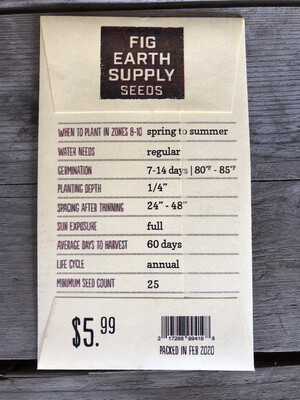 FIG
EARTH
SUPPLY
SEEDS
WHEN TO PLANT IN ZONES 8-10 spring to summer
WATER NEEDS regular
GERMINATION 7-14 days | 80°F - 85°F
PLANTING DEPTH 1/4"
SPACING AFTER THINNING 24" - 48"
SUN EXPOSURE full
AVERAGE DAYS TO HARVEST 60 days
LIFE CYCLE annual
MINIMUM SEED COUNT 25
$5.99
PACKED IN FEB 2020